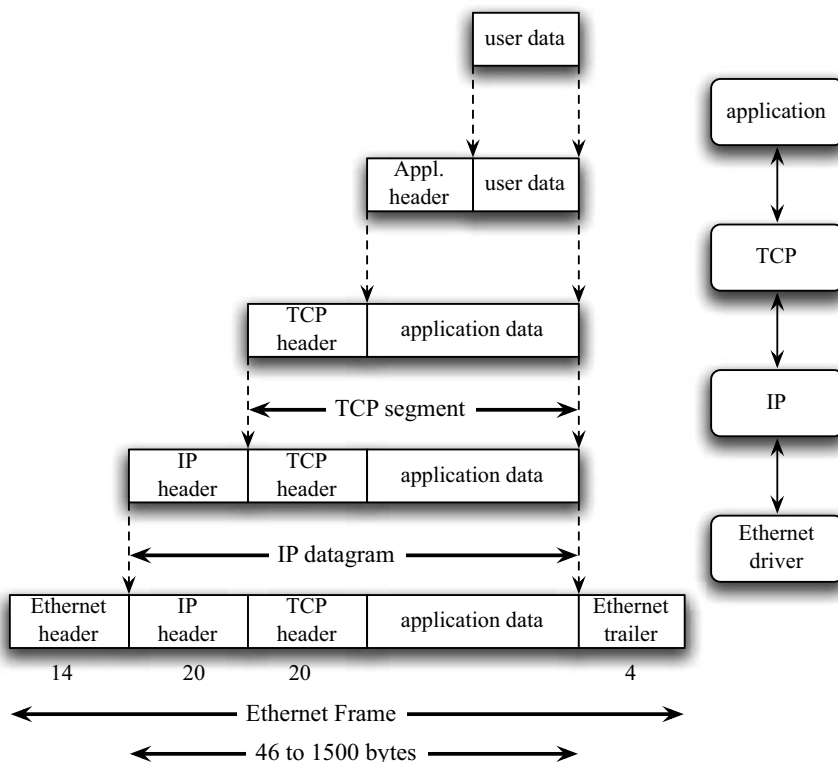 user data
application
Appl.
header
user data
TCP
TCP
header
application data
TCP segment
IP
IP
header
TCP
header
application data
IP datagram
Ethernet
driver
Ethernet
header
IP
header
TCP
header
application data
Ethernet
trailer
14
20
20
4
Ethernet Frame
46 to 1500 bytes